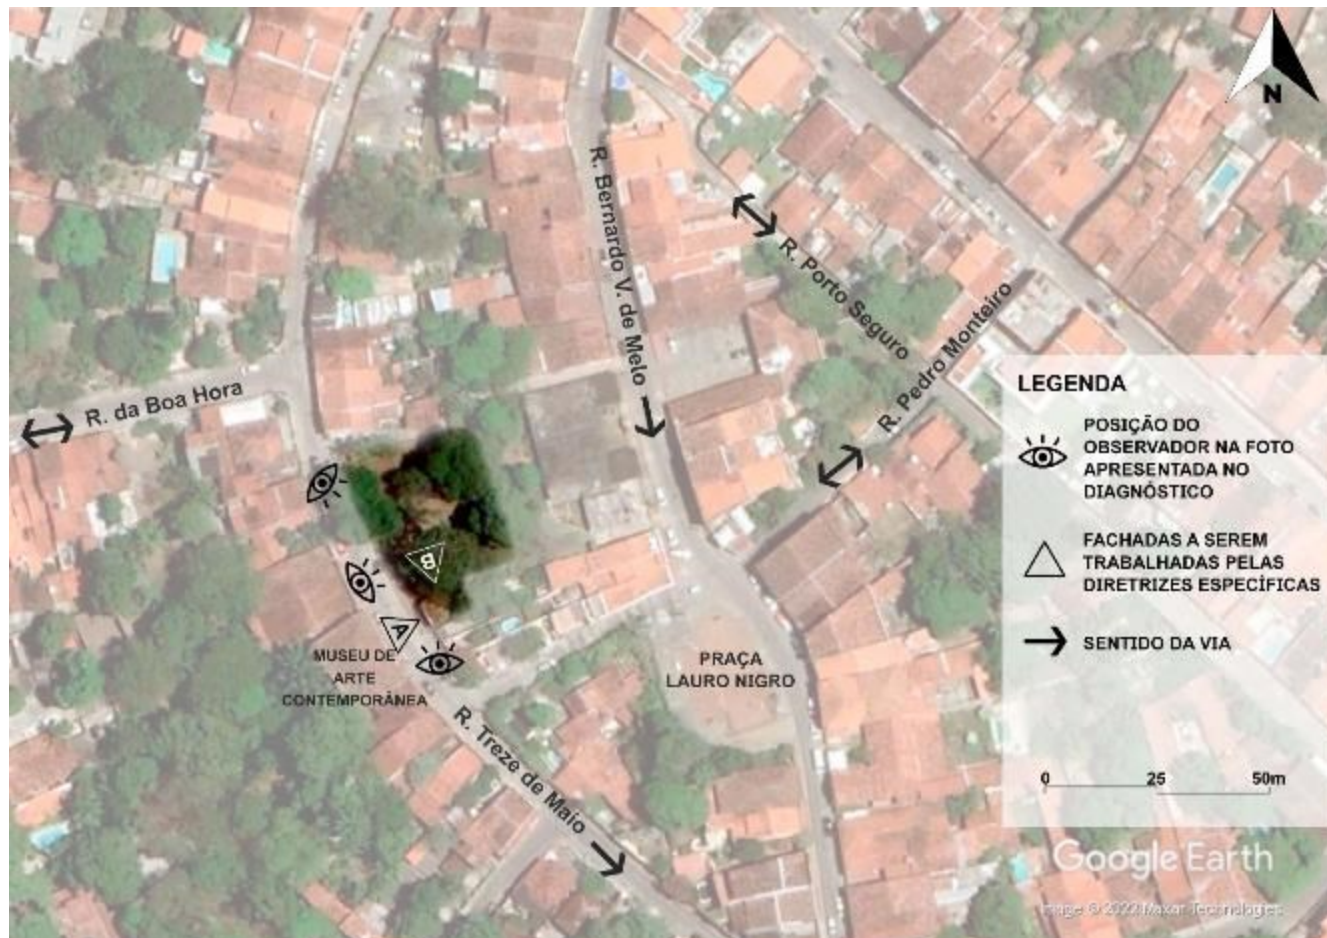 N
R. Bernardo V. de Melo
R. Porto Seguro
R. Pedro Monteiro
R. da Boa Hora
LEGENDA
POSIÇÃO DO
OBSERVADOR NA FOTO
APRESENTADA NO
DIAGNÓSTICO
FACHADAS A SEREM
TRABALHADAS PELAS
DIRETRIZES ESPECÍFICAS
SENTIDO DA VIA
B
A
MUSEU DE
ARTE
CONTEMPORÂNEA
PRAÇA
LAURO NIGRO
R. Treze de Maio
0 25 50m
Google Earth
Image © 2022 Maxar Technologies